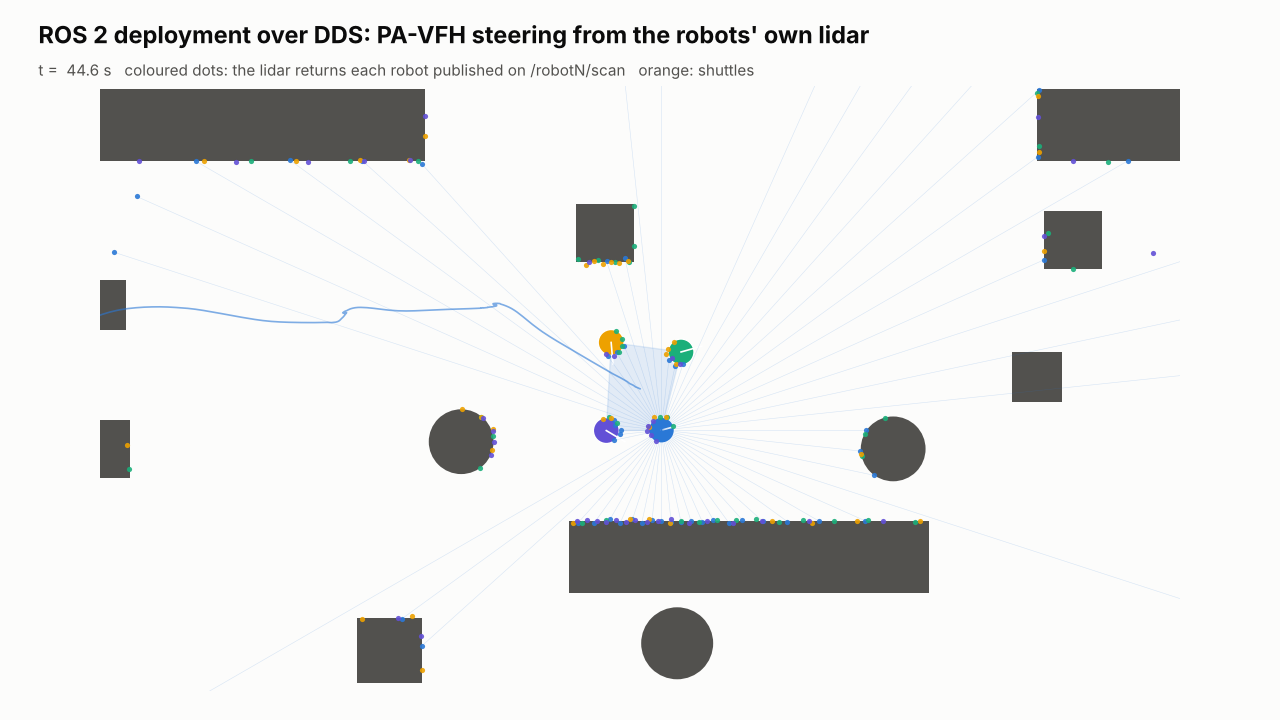 ROS 2 deployment over DDS: PA-VFH steering from the robots' own lidar
t =  44.6 s   coloured dots: the lidar returns each robot published on /robotN/scan   orange: shuttles